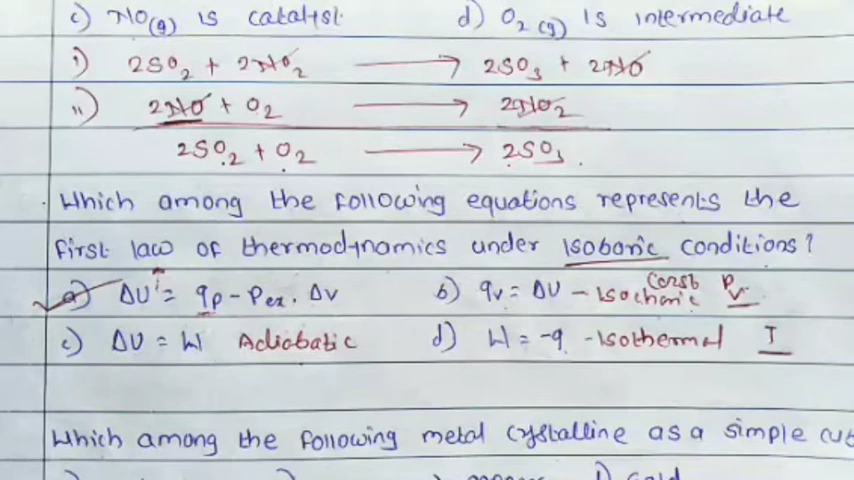 c) NO(g) is catalyst. d) O2(g) is intermediate
i) 2SO2 + 2NO2 → 2SO3 + 2NO
ii) 2NO + O2 → 2NO2
2SO2 + O2 → 2SO3.
Which among the following equations represents the
first law of thermodynamics under isobaric conditions?
a) ΔU = qp - Pex. ΔV b) qv = ΔU - Isochoric Const V
c) ΔU = W Adiabatic d) W = -q - Isothermal T
Which among the following metal crystalline as a simple
d) Gold